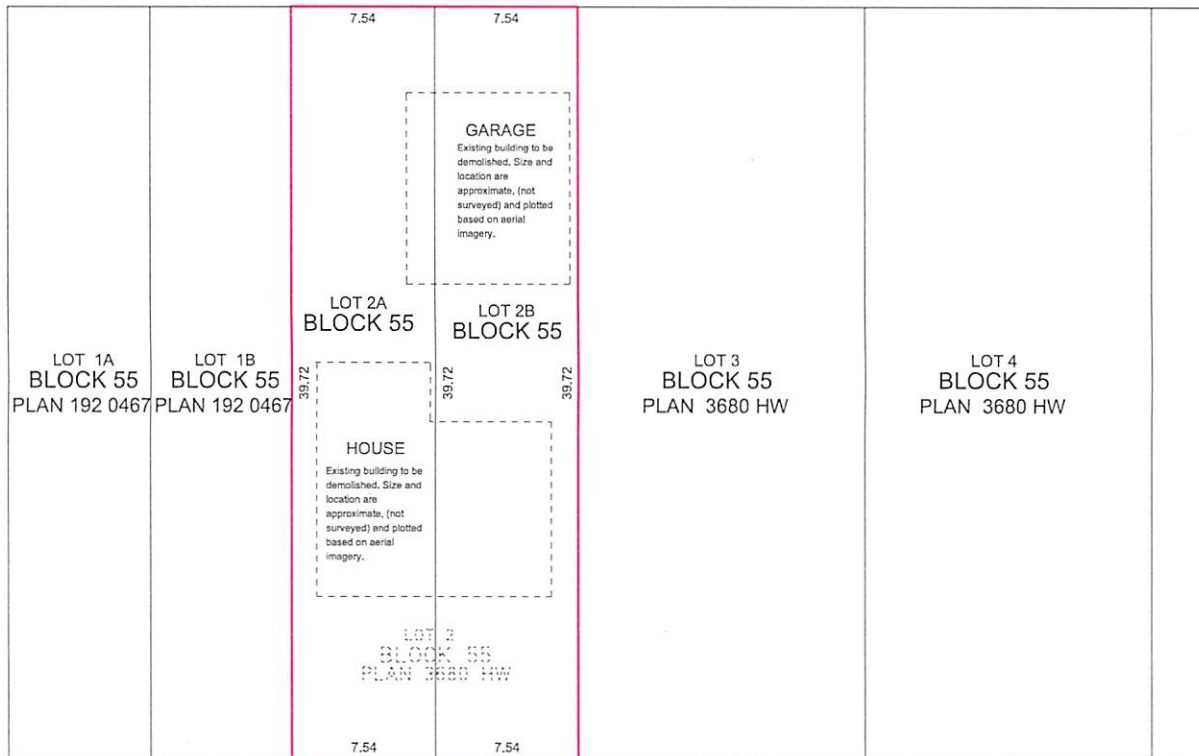 7.54
7.54
GARAGE
Existing building to be
demolished, Size and
location are
approximate, (not
surveyed) and plotted
based on aerial
imagery.
LOT 2A
BLOCK 55
LOT 2B
BLOCK 55
LOT 1A
BLOCK 55
PLAN 192 0467
LOT 1B
BLOCK 55
PLAN 192 0467
39.72
39.72
39.72
LOT 3
BLOCK 55
PLAN 3680 HW
LOT 4
BLOCK 55
PLAN 3680 HW
HOUSE
Existing building to be
demolished, Size and
location are
approximate, (not
surveyed) and plotted
based on aerial
imagery.
LOT 2
BLOCK 55
PLAN 3680 HW
7.54
7.54